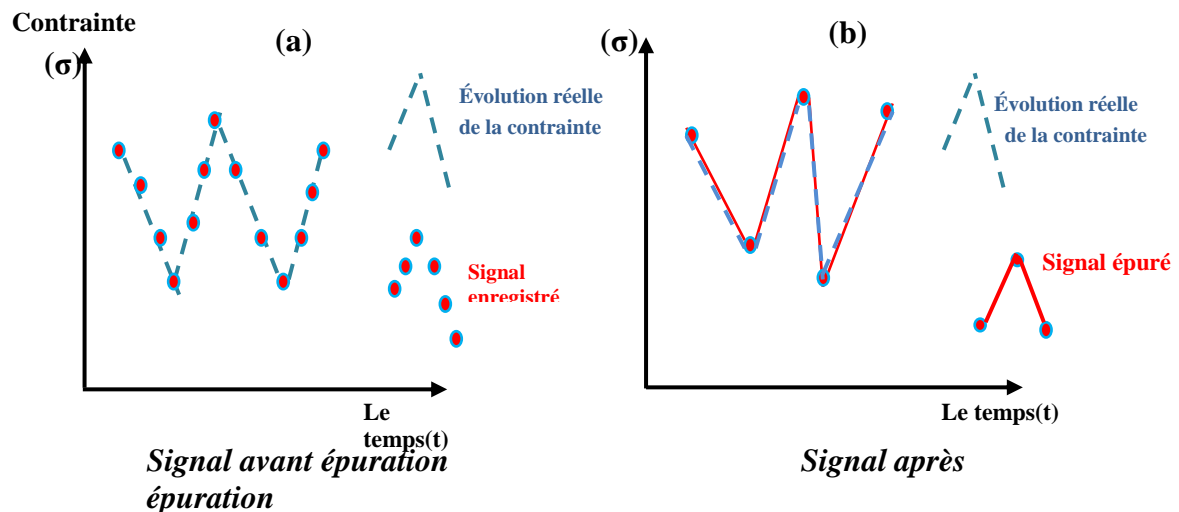 Contrainte
(σ)
(a)
Évolution réelle
de la contrainte
Signal
enregistré
Le
temps(t)
Signal avant épuration
épuration
(σ)
(b)
Évolution réelle
de la contrainte
Signal épuré
Le temps(t)
Signal après